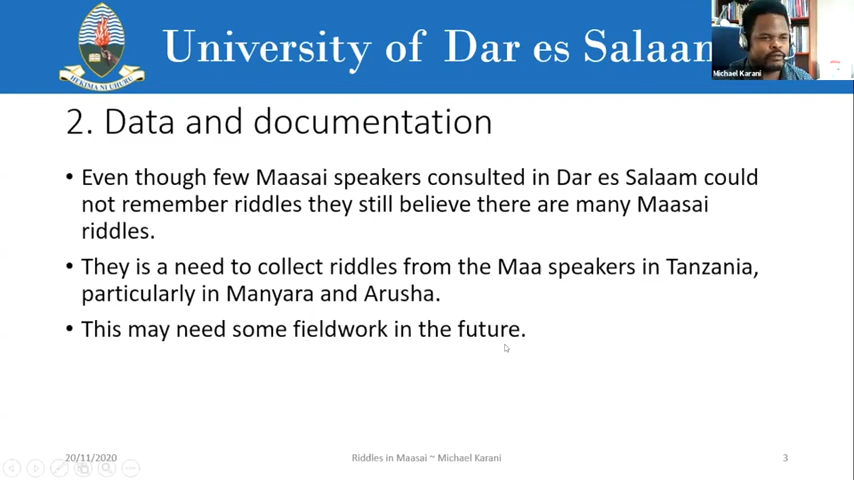 University of Dar es Salaam
Michael Karani
HEKIMA NI UHURU
2. Data and documentation
• Even though few Maasai speakers consulted in Dar es Salaam could
not remember riddles they still believe there are many Maasai
riddles.
• They is a need to collect riddles from the Maa speakers in Tanzania,
particularly in Manyara and Arusha.
• This may need some fieldwork in the future.
20/11/2020
Riddles in Maasai ~ Michael Karani
3